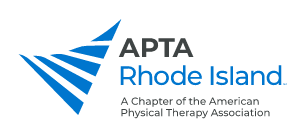 APTA
Rhode Island
A Chapter of the American
Physical Therapy Association